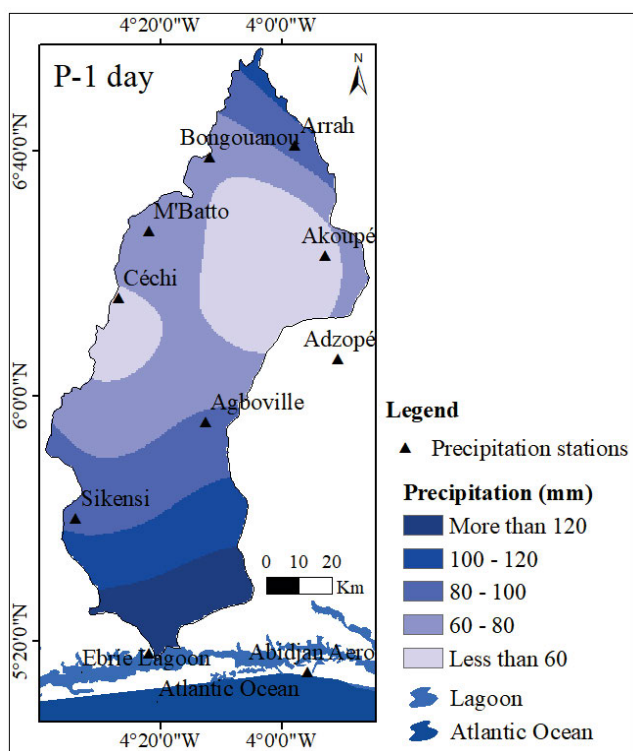 4°20'0"W 4°0'0"W
P-1 day
N
Arrah
Bongouanou
6°40'0"N
M'Batto
Akoupé
Céchi
Adzopé
6°0'0"N
Agboville
Legend
Precipitation stations
Precipitation (mm)
Sikensi
More than 120
100 - 120
0 10 20
Km
80 - 100
60 - 80
5°20'0"N
Less than 60
Ebrie Lagoon Abidjan Aero
Lagoon
Atlantic Ocean
Atlantic Ocean
4°20'0"W 4°0'0"W